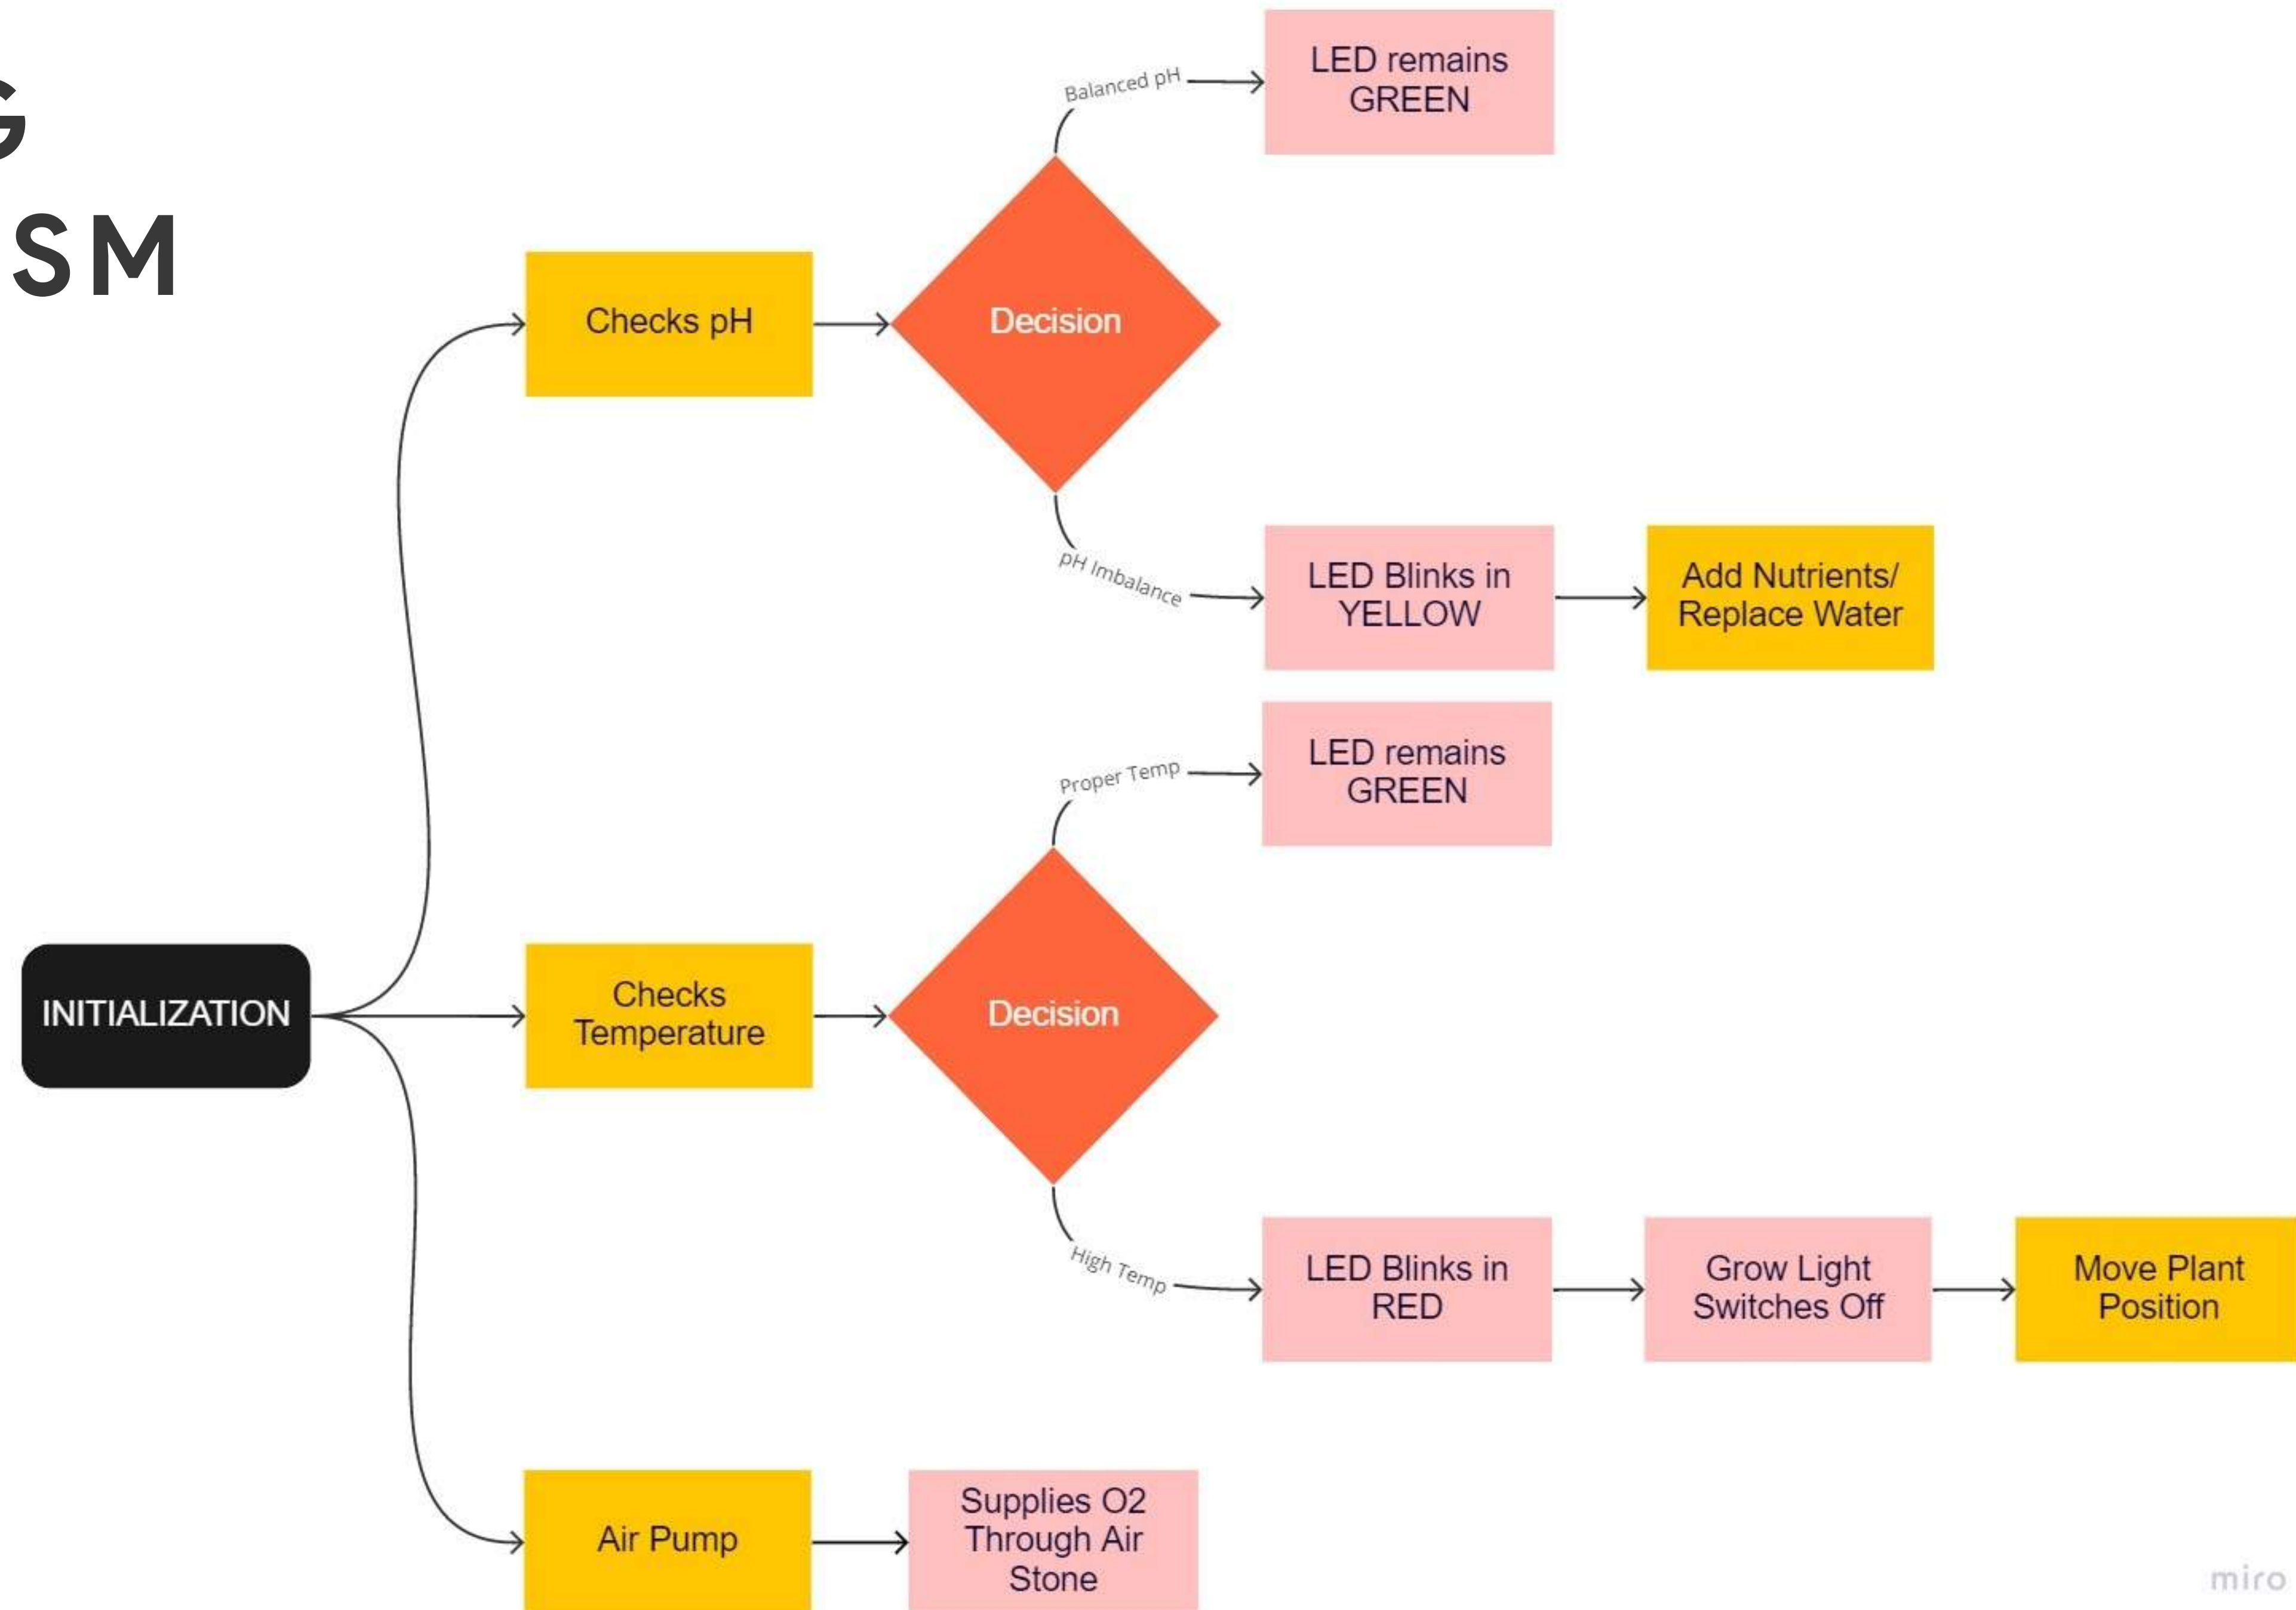 G
SM
Balanced pH
LED remains
GREEN
Checks pH
Decision
pH Imbalance
LED Blinks in
YELLOW
Add Nutrients/
Replace Water
Proper Temp
LED remains
GREEN
INITIALIZATION
Checks
Temperature
Decision
High Temp
LED Blinks in
RED
Grow Light
Switches Off
Move Plant
Position
Air Pump
Supplies O2
Through Air
Stone
miro